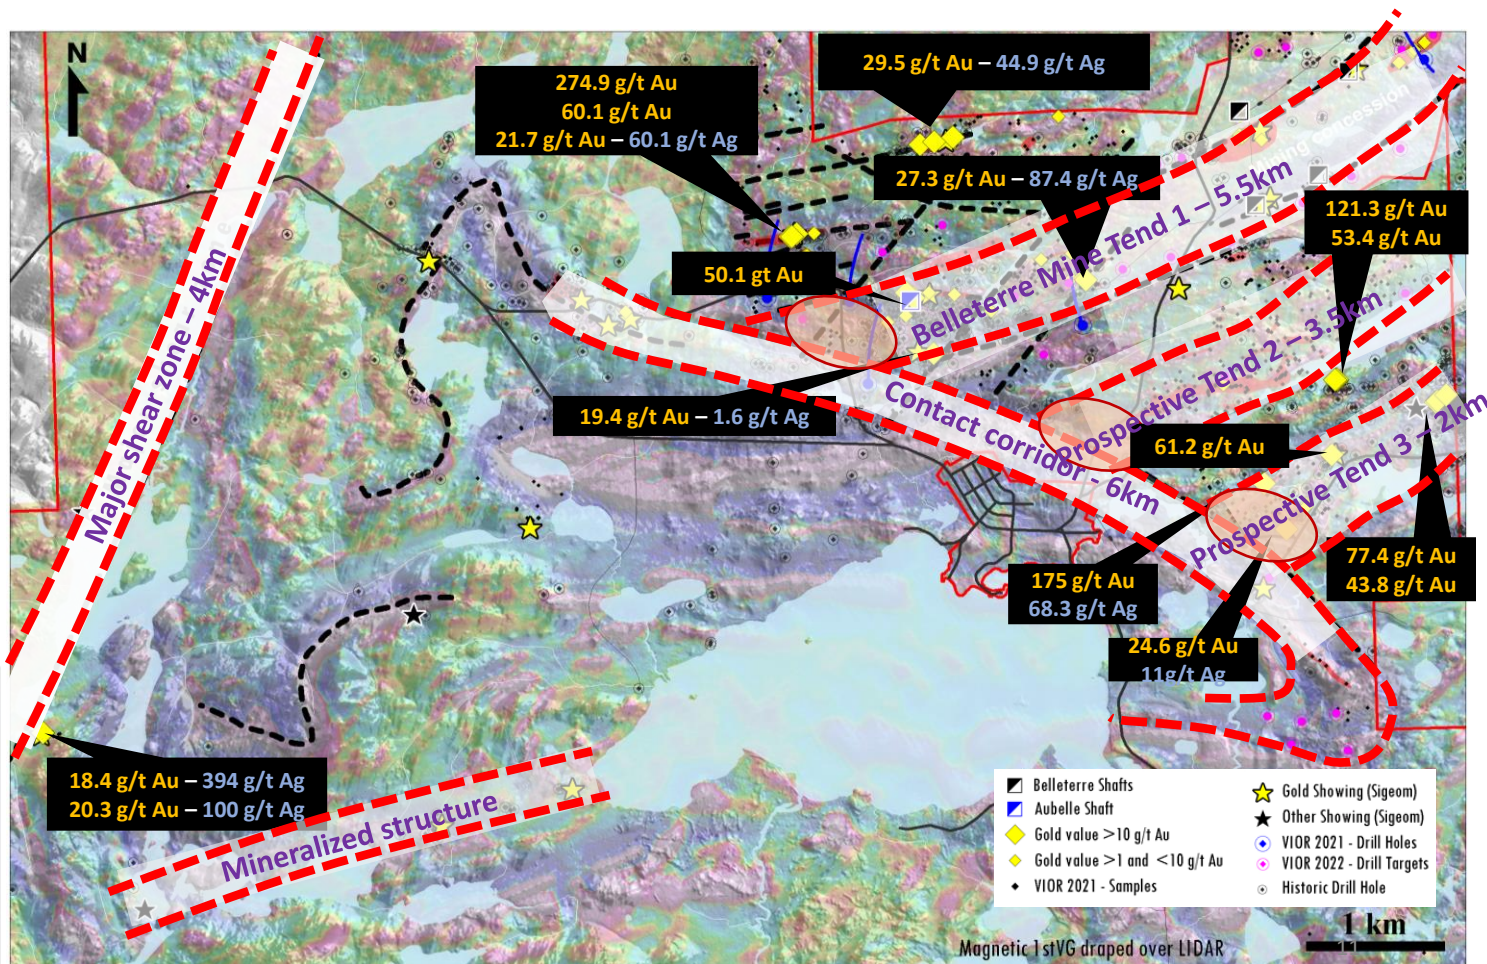 N
29.5 g/t Au – 44.9 g/t Ag
274.9 g/t Au
60.1 g/t Au
21.7 g/t Au – 60.1 g/t Ag
27.3 g/t Au – 87.4 g/t Ag
Mining concession
121.3 g/t Au
53.4 g/t Au
50.1 gt Au
Belleterre Mine Tend 1 – 5.5km
Major shear zone – 4km
Prospective Tend 2 – 3.5km
19.4 g/t Au – 1.6 g/t Ag
Contact corridor - 6km
61.2 g/t Au
Prospective Tend 3 – 2km
77.4 g/t Au
43.8 g/t Au
175 g/t Au
68.3 g/t Ag
24.6 g/t Au
11g/t Ag
18.4 g/t Au – 394 g/t Ag
20.3 g/t Au – 100 g/t Ag
Mineralized structure
Belleterre Shafts
Aubelle Shaft
Gold value >10 g/t Au
Gold value >1 and <10 g/t Au
VIOR 2021 - Samples
Gold Showing (Sigeom)
Other Showing (Sigeom)
VIOR 2021 - Drill Holes
VIOR 2022 - Drill Targets
Historic Drill Hole
1 km
Magnetic 1stVG draped over LIDAR